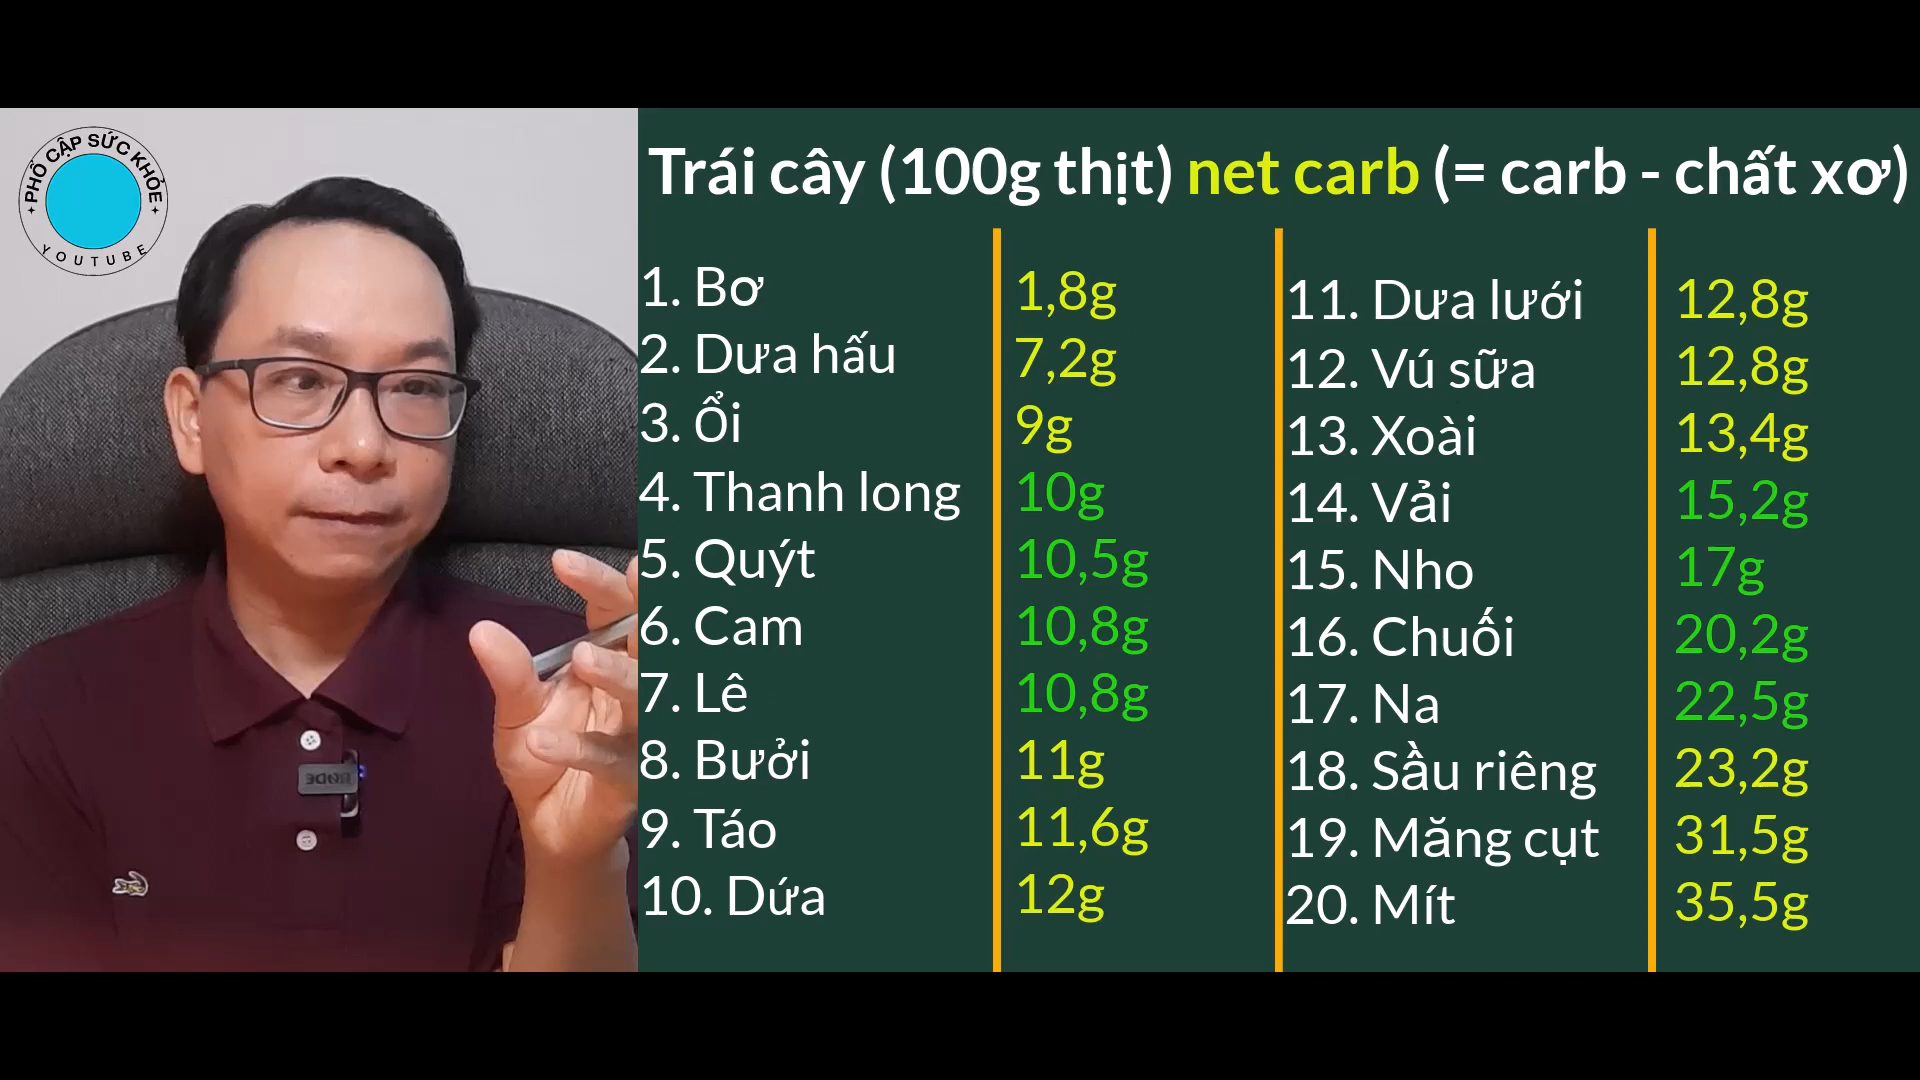 PHỔ CẬP SỨC KHỎE
YOUTUBE
Trái cây (100g thịt) net carb (= carb - chất xơ)
1. Bơ 1,8g
2. Dưa hấu 7,2g
3. Ổi 9g
4. Thanh long 10g
5. Quýt 10,5g
6. Cam 10,8g
7. Lê 10,8g
8. Bưởi 11g
9. Táo 11,6g
10. Dứa 12g
11. Dưa lưới 12,8g
12. Vú sữa 12,8g
13. Xoài 13,4g
14. Vải 15,2g
15. Nho 17g
16. Chuối 20,2g
17. Na 22,5g
18. Sầu riêng 23,2g
19. Măng cụt 31,5g
20. Mít 35,5g
RODE